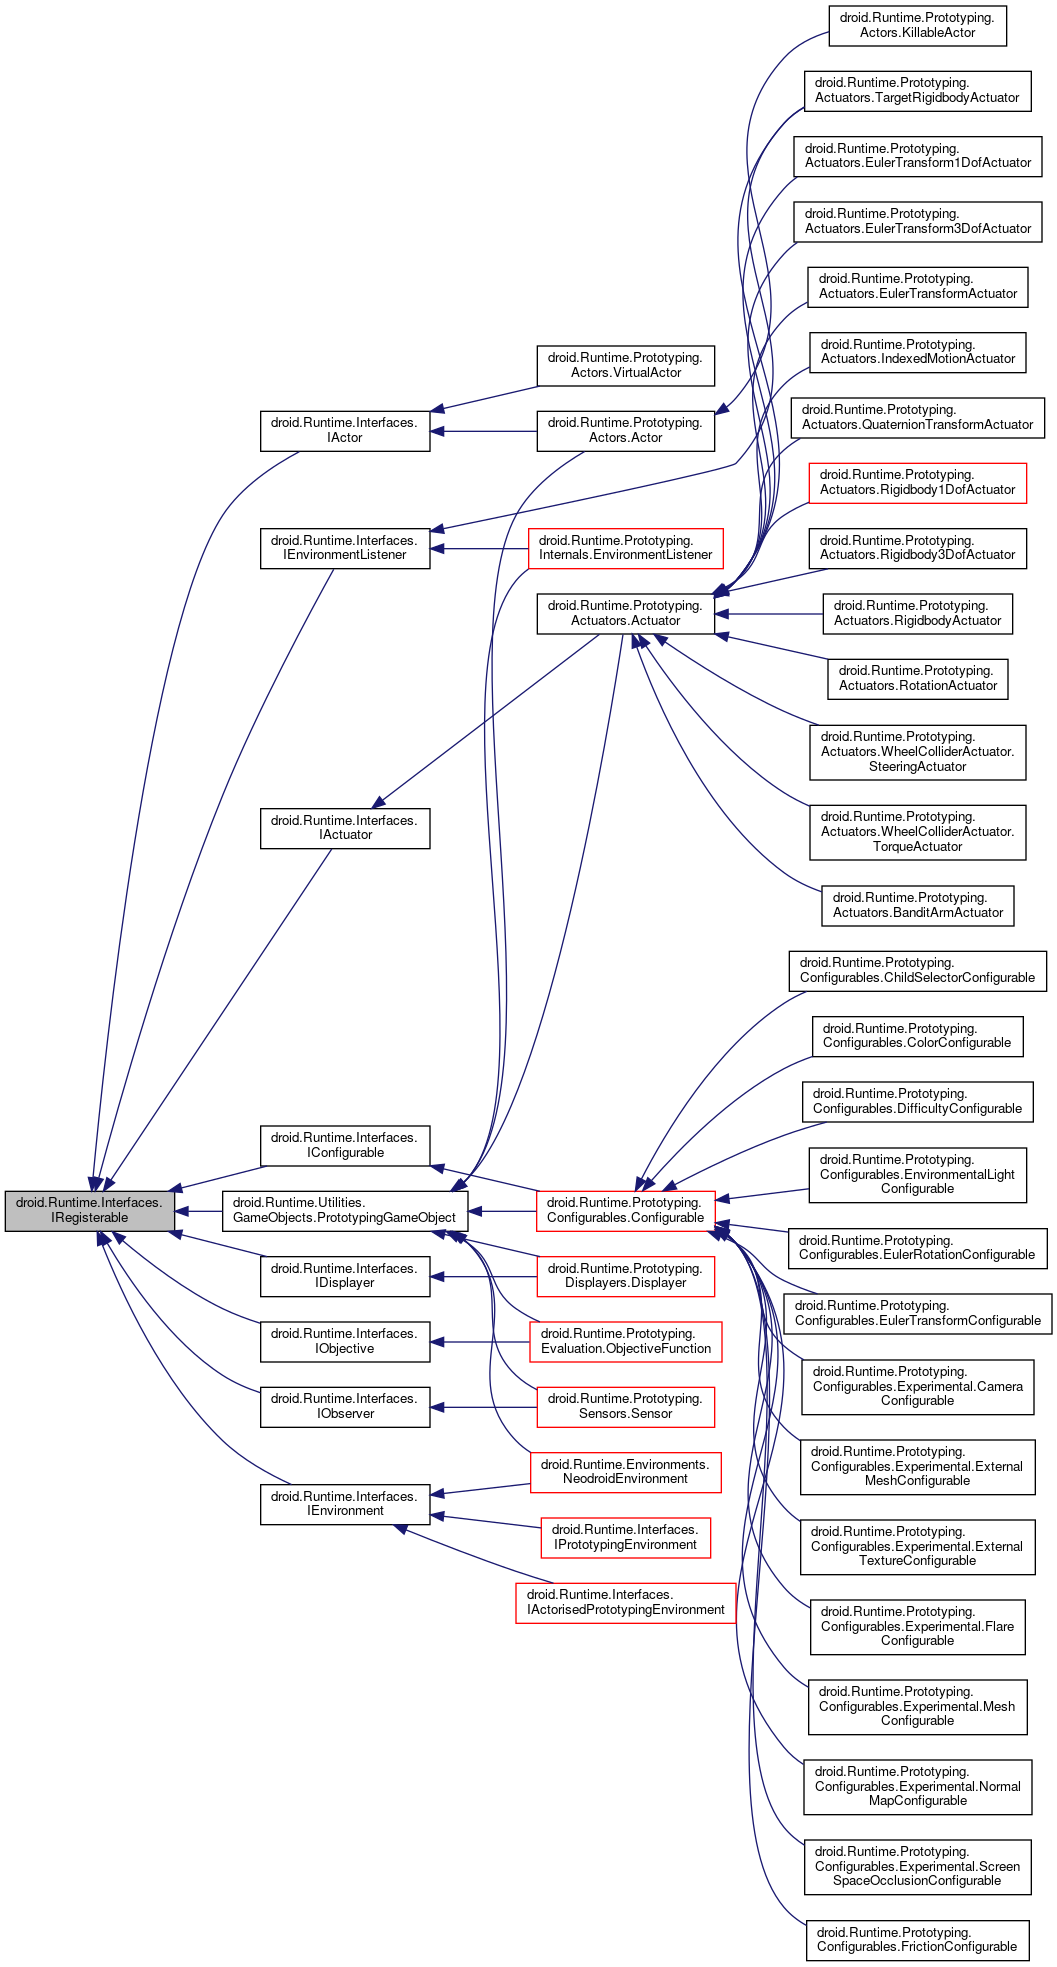 droid.Runtime.Prototyping.
Actors.KillableActor
droid.Runtime.Prototyping.
Actuators.TargetRigidbodyActuator
droid.Runtime.Prototyping.
Actuators.EulerTransform1DofActuator
droid.Runtime.Prototyping.
Actuators.EulerTransform3DofActuator
droid.Runtime.Prototyping.
Actuators.EulerTransformActuator
droid.Runtime.Prototyping.
Actuators.IndexedMotionActuator
droid.Runtime.Prototyping.
Actors.VirtualActor
droid.Runtime.Prototyping.
Actuators.QuaternionTransformActuator
droid.Runtime.Interfaces.
IActor
droid.Runtime.Prototyping.
Actors.Actor
droid.Runtime.Prototyping.
Actuators.Rigidbody1DofActuator
droid.Runtime.Interfaces.
IEnvironmentListener
droid.Runtime.Prototyping.
Internals.EnvironmentListener
droid.Runtime.Prototyping.
Actuators.Rigidbody3DofActuator
droid.Runtime.Prototyping.
Actuators.Actuator
droid.Runtime.Prototyping.
Actuators.RigidbodyActuator
droid.Runtime.Prototyping.
Actuators.RotationActuator
droid.Runtime.Prototyping.
Actuators.WheelColliderActuator.
SteeringActuator
droid.Runtime.Interfaces.
IActuator
droid.Runtime.Prototyping.
Actuators.WheelColliderActuator.
TorqueActuator
droid.Runtime.Prototyping.
Actuators.BanditArmActuator
droid.Runtime.Prototyping.
Configurables.ChildSelectorConfigurable
droid.Runtime.Prototyping.
Configurables.ColorConfigurable
droid.Runtime.Prototyping.
Configurables.DifficultyConfigurable
droid.Runtime.Interfaces.
IConfigurable
droid.Runtime.Prototyping.
Configurables.EnvironmentalLight
Configurable
droid.Runtime.Interfaces.
IRegisterable
droid.Runtime.Utilities.
GameObjects.PrototypingGameObject
droid.Runtime.Prototyping.
Configurables.Configurable
droid.Runtime.Prototyping.
Configurables.EulerRotationConfigurable
droid.Runtime.Interfaces.
IDisplayer
droid.Runtime.Prototyping.
Displayers.Displayer
droid.Runtime.Prototyping.
Configurables.EulerTransformConfigurable
droid.Runtime.Interfaces.
IObjective
droid.Runtime.Prototyping.
Evaluation.ObjectiveFunction
droid.Runtime.Prototyping.
Configurables.Experimental.Camera
Configurable
droid.Runtime.Interfaces.
IObserver
droid.Runtime.Prototyping.
Sensors.Sensor
droid.Runtime.Prototyping.
Configurables.Experimental.External
MeshConfigurable
droid.Runtime.Environments.
NeodroidEnvironment
droid.Runtime.Interfaces.
IEnvironment
droid.Runtime.Interfaces.
IPrototypingEnvironment
droid.Runtime.Prototyping.
Configurables.Experimental.External
TextureConfigurable
droid.Runtime.Interfaces.
IActorisedPrototypingEnvironment
droid.Runtime.Prototyping.
Configurables.Experimental.Flare
Configurable
droid.Runtime.Prototyping.
Configurables.Experimental.Mesh
Configurable
droid.Runtime.Prototyping.
Configurables.Experimental.Normal
MapConfigurable
droid.Runtime.Prototyping.
Configurables.Experimental.Screen
SpaceOcclusionConfigurable
droid.Runtime.Prototyping.
Configurables.FrictionConfigurable